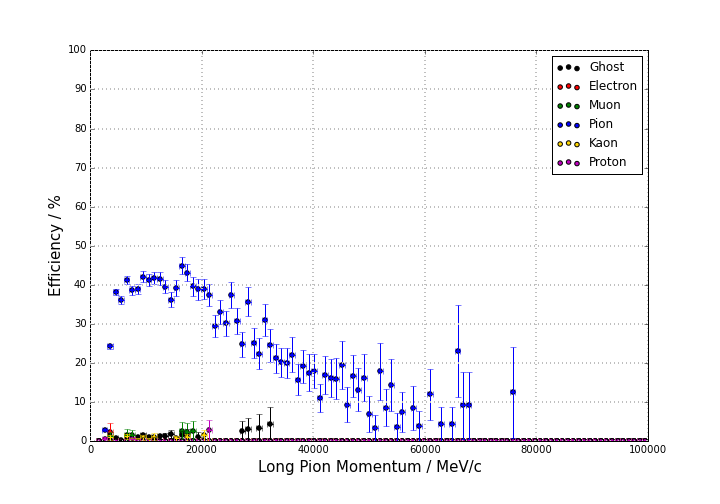 100
90
80
70
60
50
40
30
20
10
0
Efficiency / %
Ghost
Electron
Muon
Pion
Kaon
Proton
0 20000 40000 60000 80000 100000
Long Pion Momentum / MeV/c